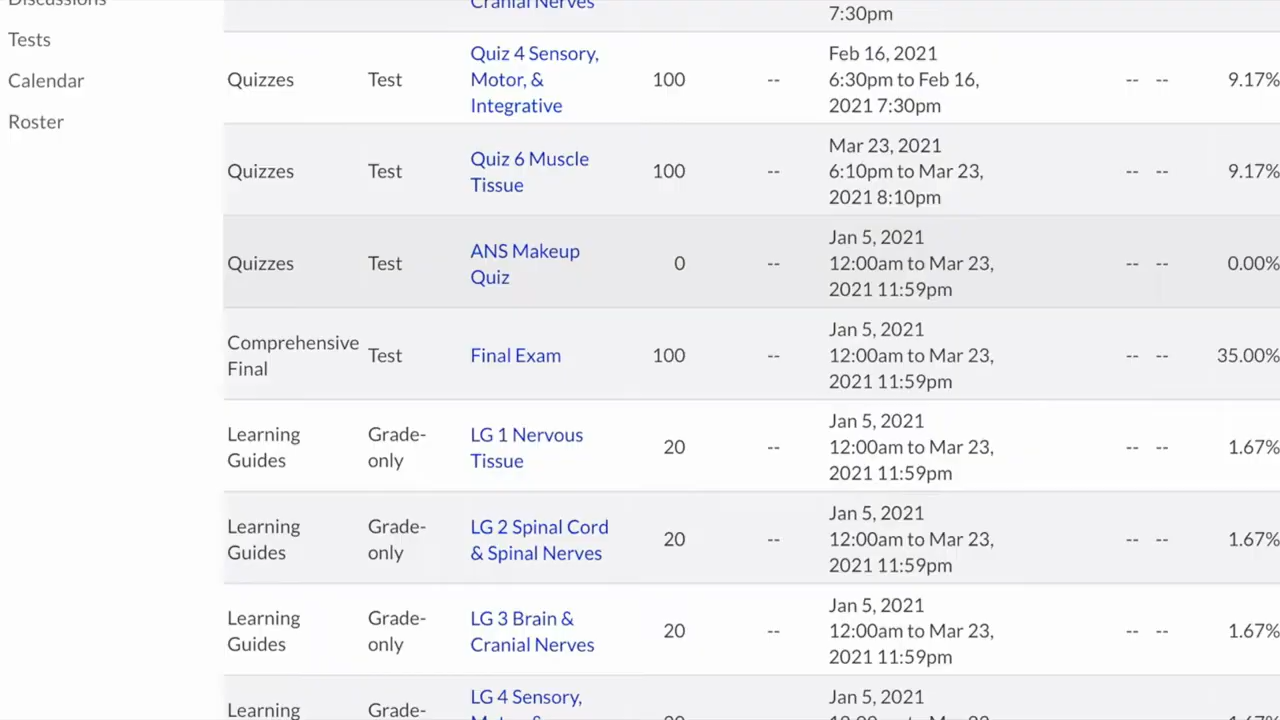 Discussions
Tests
Calendar
Roster
Cranial Nerves
7:30pm
Quizzes Test Quiz 4 Sensory, Motor, & Integrative 100 -- Feb 16, 2021 6:30pm to Feb 16, 2021 7:30pm -- -- 9.17%
Quizzes Test Quiz 6 Muscle Tissue 100 -- Mar 23, 2021 6:10pm to Mar 23, 2021 8:10pm -- -- 9.17%
Quizzes Test ANS Makeup Quiz 0 -- Jan 5, 2021 12:00am to Mar 23, 2021 11:59pm -- -- 0.00%
Comprehensive Final Test Final Exam 100 -- Jan 5, 2021 12:00am to Mar 23, 2021 11:59pm -- -- 35.00%
Learning Guides Grade-only LG 1 Nervous Tissue 20 -- Jan 5, 2021 12:00am to Mar 23, 2021 11:59pm -- -- 1.67%
Learning Guides Grade-only LG 2 Spinal Cord & Spinal Nerves 20 -- Jan 5, 2021 12:00am to Mar 23, 2021 11:59pm -- -- 1.67%
Learning Guides Grade-only LG 3 Brain & Cranial Nerves 20 -- Jan 5, 2021 12:00am to Mar 23, 2021 11:59pm -- -- 1.67%
Learning Grade- LG 4 Sensory, Jan 5, 2021